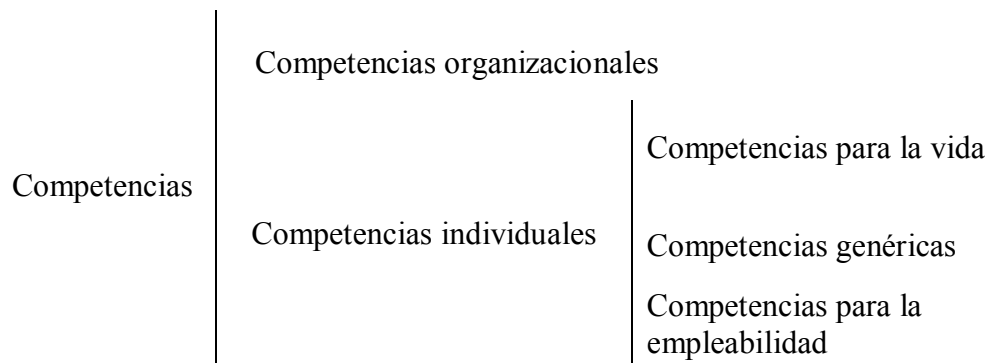 Competencias
Competencias organizacionales
Competencias individuales
Competencias para la vida
Competencias genéricas
Competencias para la
empleabilidad